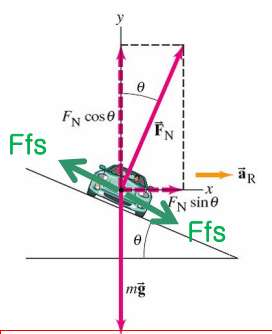 y
θ
F_N cos θ
F⃗_N
Ffs
a⃗_R
x
F_N sin θ
Ffs
θ
mg⃗